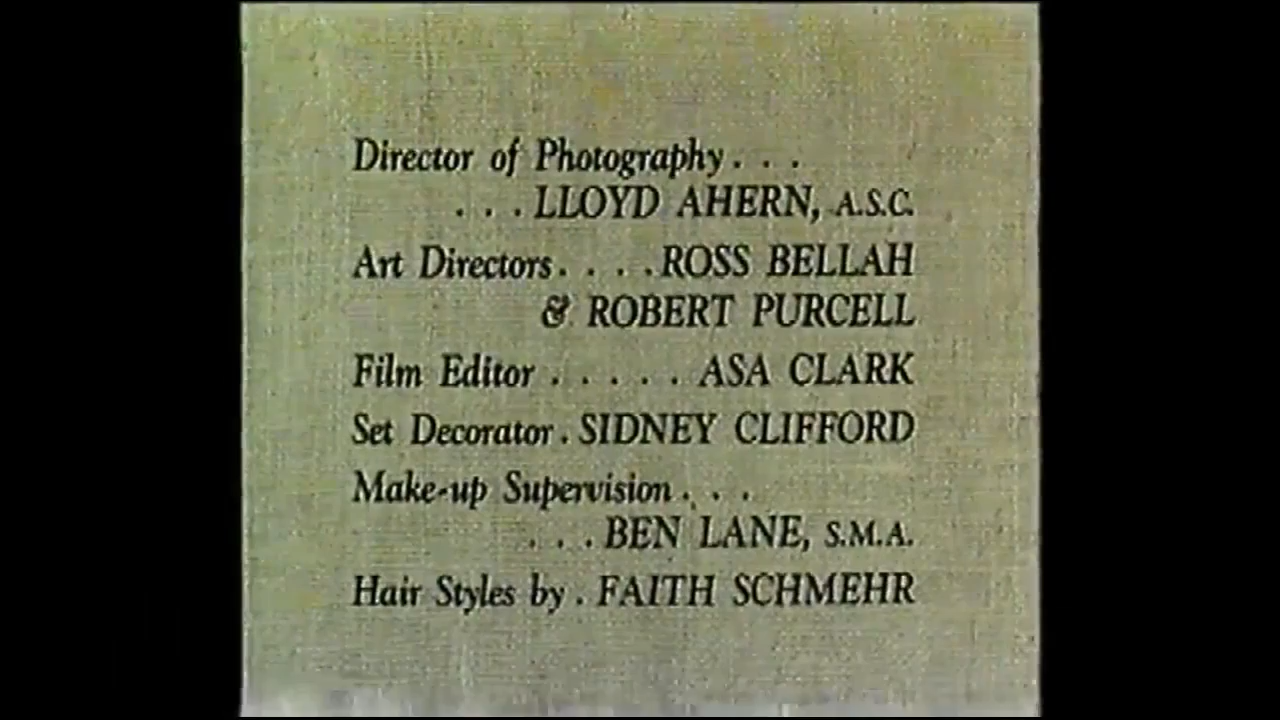 Director of Photography . . .
. . . LLOYD AHERN, A.S.C.
Art Directors . . . . ROSS BELLAH
& ROBERT PURCELL
Film Editor . . . . . ASA CLARK
Set Decorator . SIDNEY CLIFFORD
Make-up Supervision . . .
. . . BEN LANE, S.M.A.
Hair Styles by . FAITH SCHMEHR